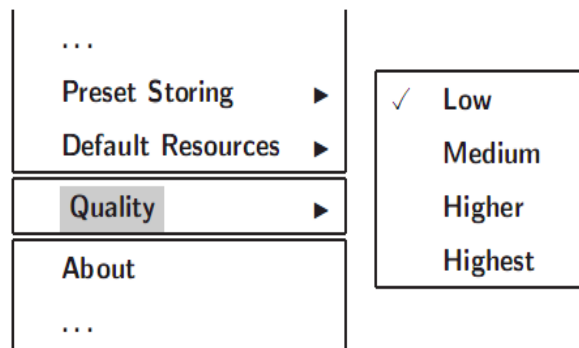 ...
Preset Storing ▶
Default Resources ▶
Quality ▶
About
...
✓ Low
Medium
Higher
Highest